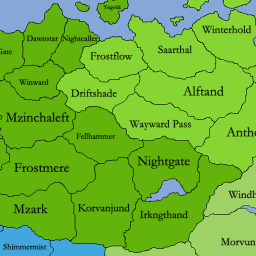 Yngvild
Winterhold
Dawnstar
Nightcaller
Gate
Frostflow
Saarthal
Winward
Driftshade
Alftand
Mzinchaleft
Wayward Pass
Fellhammer
Anth
Nightgate
Frostmere
Windh
Mzark
Korvanjund
Irkngthand
Morvun
Shimmermist